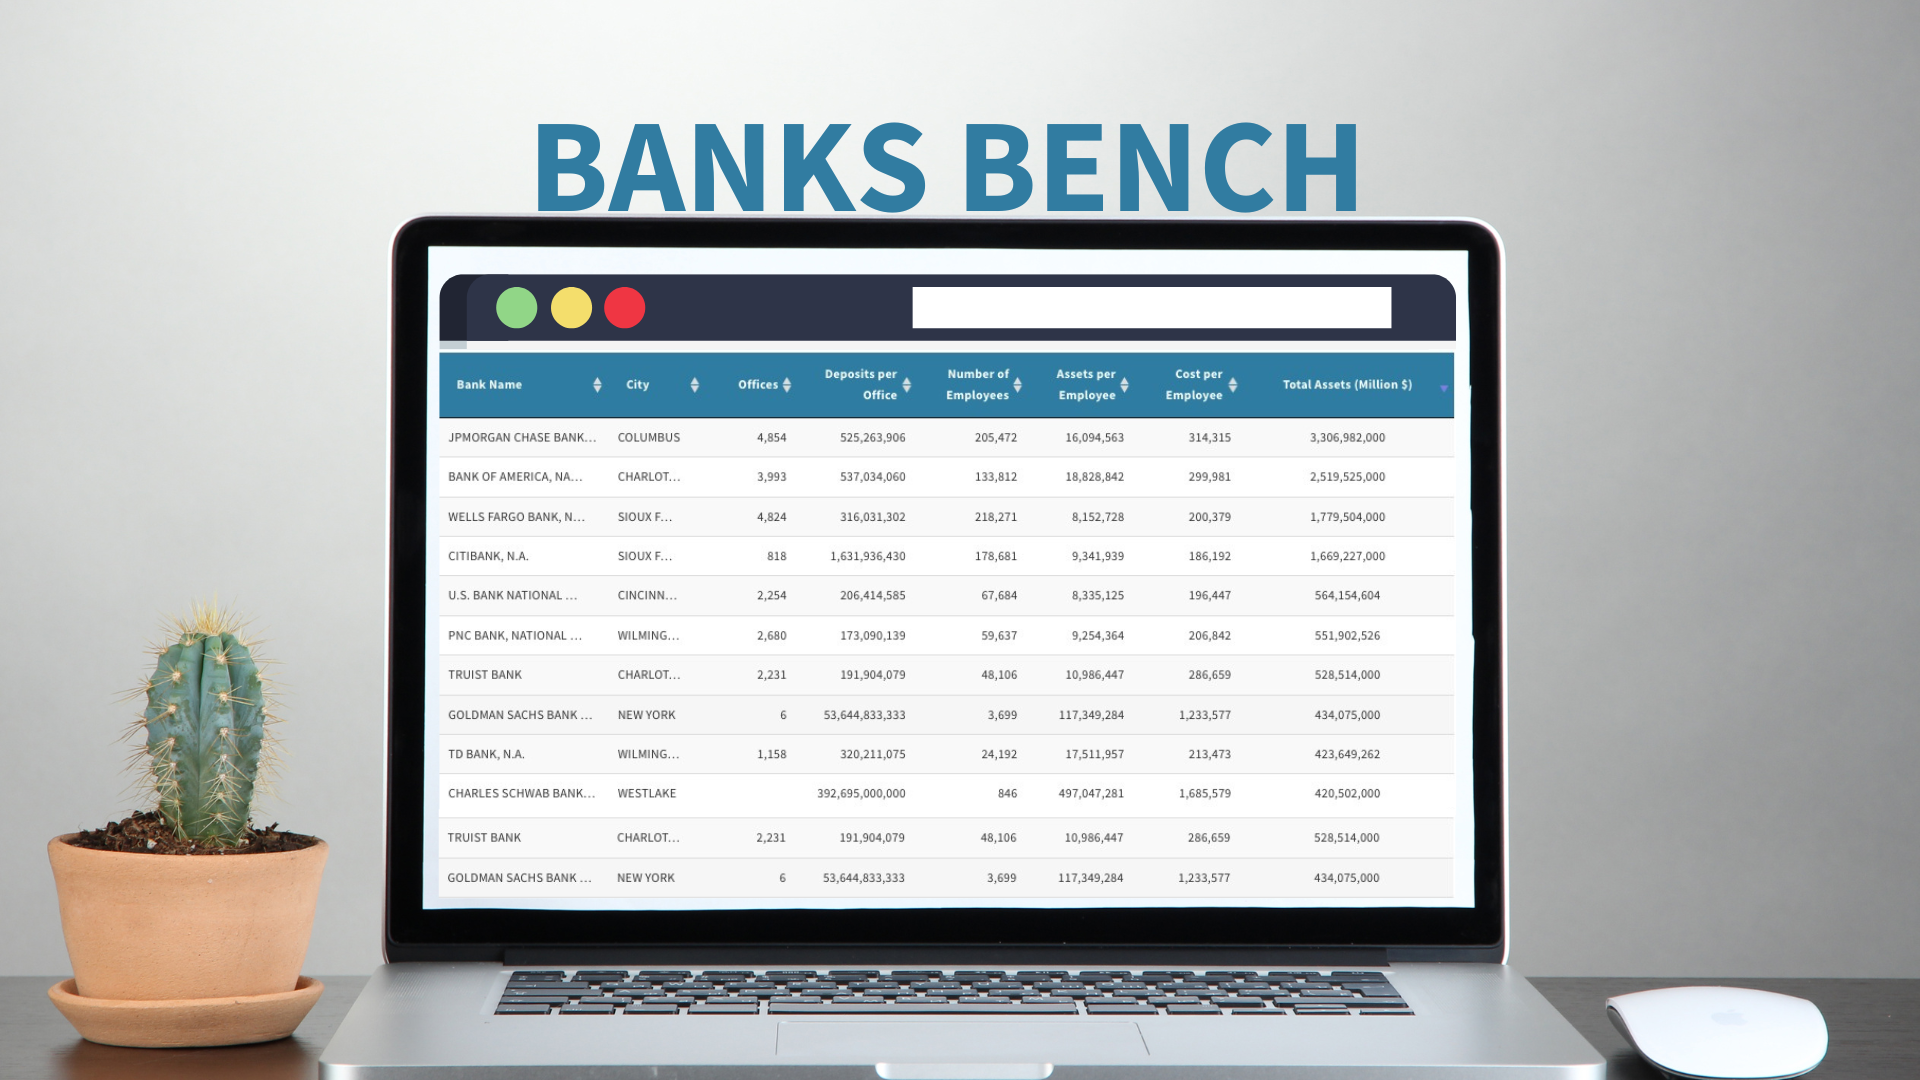 BANKS BENCH
Bank Name City Offices Deposits per Office Number of Employees Assets per Employee Cost per Employee Total Assets (Million $)
JPMORGAN CHASE BANK... COLUMBUS 4,854 525,263,906 205,472 16,094,563 314,315 3,306,982,000
BANK OF AMERICA, NA... CHARLOT... 3,993 537,034,060 133,812 18,828,842 299,981 2,519,525,000
WELLS FARGO BANK, N... SIOUX F... 4,824 316,031,302 218,271 8,152,728 200,379 1,779,504,000
CITIBANK, N.A. SIOUX F... 818 1,631,936,430 178,681 9,341,939 186,192 1,669,227,000
U.S. BANK NATIONAL ... CINCINN... 2,254 206,414,585 67,684 8,335,125 196,447 564,154,604
PNC BANK, NATIONAL ... WILMING... 2,680 173,090,139 59,637 9,254,364 206,842 551,902,526
TRUIST BANK CHARLOT... 2,231 191,904,079 48,106 10,986,447 286,659 528,514,000
GOLDMAN SACHS BANK ... NEW YORK 6 53,644,833,333 3,699 117,349,284 1,233,577 434,075,000
TD BANK, N.A. WILMING... 1,158 320,211,075 24,192 17,511,957 213,473 423,649,262
CHARLES SCHWAB BANK... WESTLAKE 392,695,000,000 846 497,047,281 1,685,579 420,502,000
TRUIST BANK CHARLOT... 2,231 191,904,079 48,106 10,986,447 286,659 528,514,000
GOLDMAN SACHS BANK ... NEW YORK 6 53,644,833,333 3,699 117,349,284 1,233,577 434,075,000